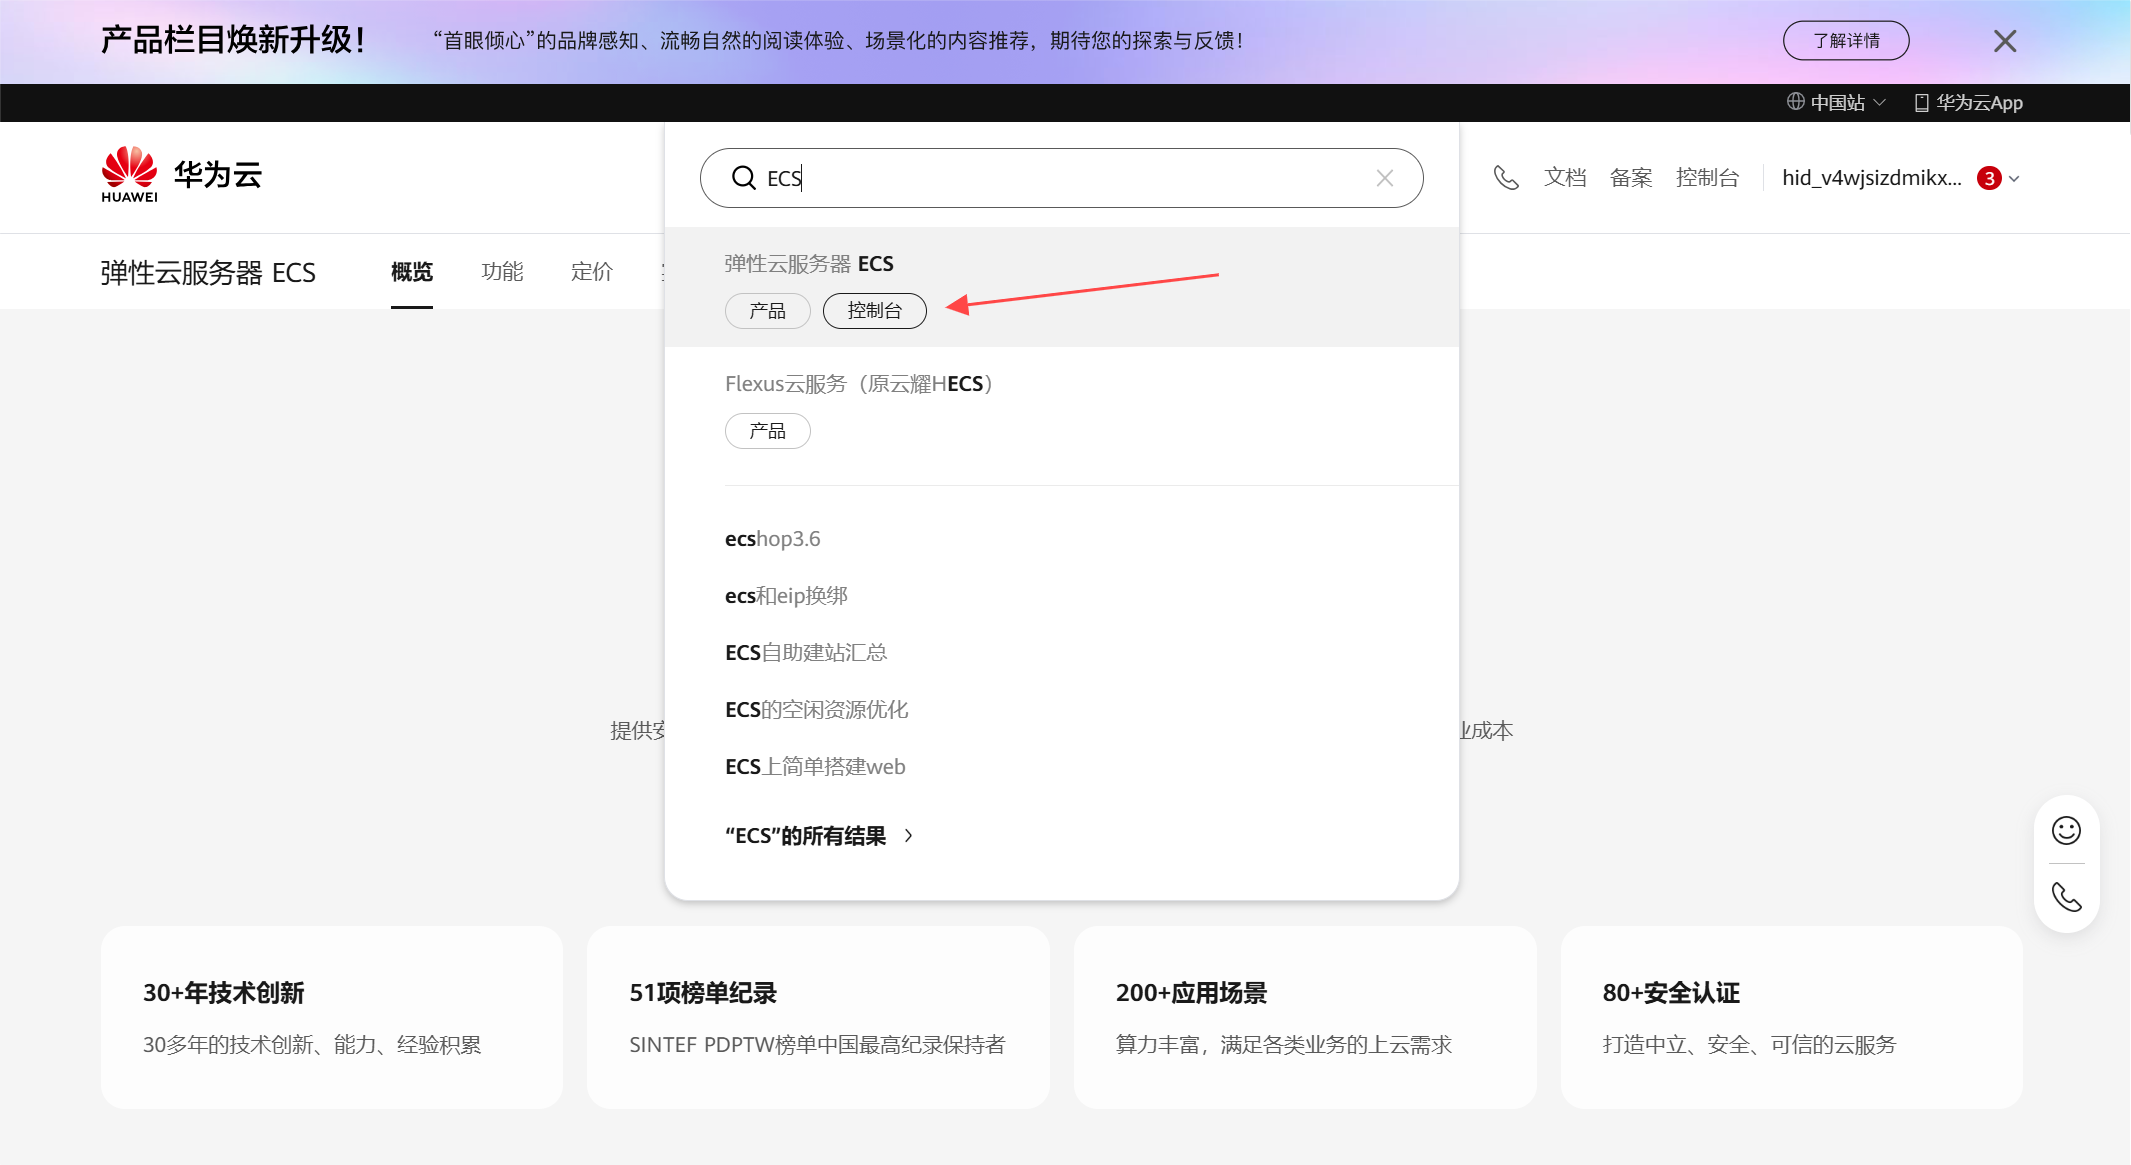 产品栏目焕新升级！
“首眼倾心”的品牌感知、流畅自然的阅读体验、场景化的内容推荐，期待您的探索与反馈！
了解详情
中国站
华为云App
HUAWEI
华为云
ECS
文档
备案
控制台
hid_v4wjsizdmikx...
3
弹性云服务器 ECS
概览
功能
定价
弹性云服务器 ECS
产品
控制台
Flexus云服务（原云耀HECS）
产品
ecshop3.6
ecs和eip换绑
ECS自助建站汇总
ECS的空闲资源优化
ECS上简单搭建web
“ECS”的所有结果
提供安
业成本
30+年技术创新
30多年的技术创新、能力、经验积累
51项榜单纪录
SINTEF PDPTW榜单中国最高纪录保持者
200+应用场景
算力丰富，满足各类业务的上云需求
80+安全认证
打造中立、安全、可信的云服务